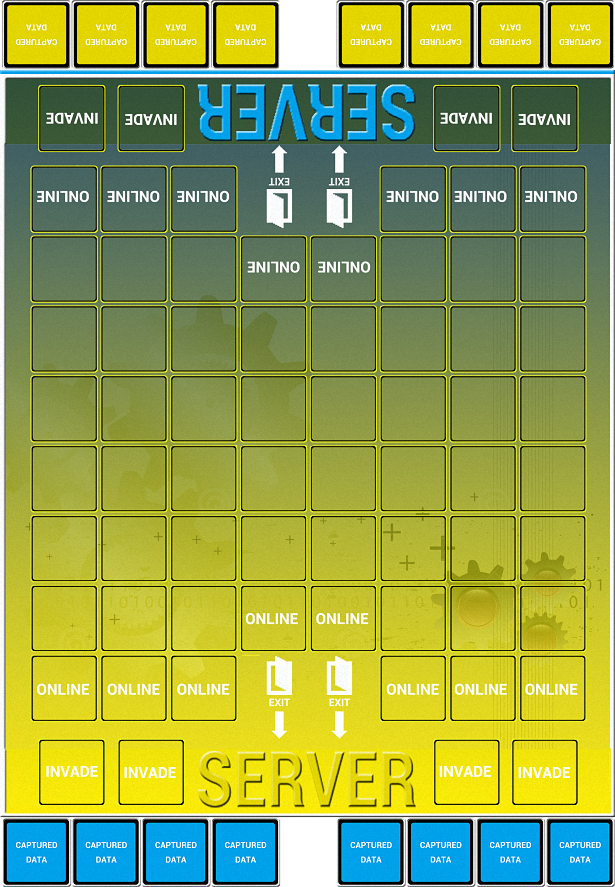 CAPTURED CAPTURED CAPTURED CAPTURED CAPTURED CAPTURED CAPTURED CAPTURED
DATA DATA DATA DATA DATA DATA DATA DATA
INVADE INVADE SERVER INVADE INVADE
EXIT EXIT
ONLINE ONLINE ONLINE ONLINE ONLINE ONLINE
ONLINE ONLINE
ONLINE ONLINE
ONLINE ONLINE ONLINE ONLINE ONLINE ONLINE
EXIT EXIT
INVADE INVADE SERVER INVADE INVADE
CAPTURED CAPTURED CAPTURED CAPTURED CAPTURED CAPTURED CAPTURED CAPTURED
DATA DATA DATA DATA DATA DATA DATA DATA